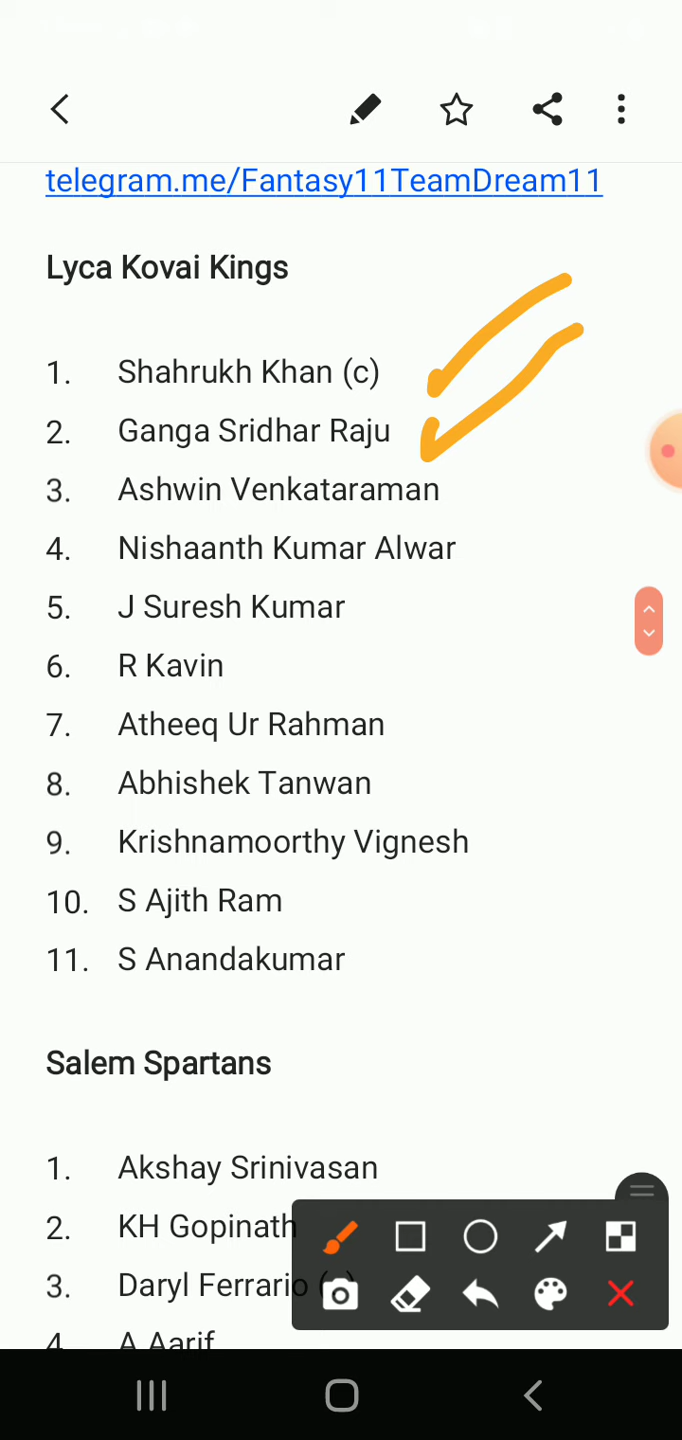 telegram.me/Fantasy11TeamDream11
Lyca Kovai Kings
1. Shahrukh Khan (c)
2. Ganga Sridhar Raju
3. Ashwin Venkataraman
4. Nishaanth Kumar Alwar
5. J Suresh Kumar
6. R Kavin
7. Atheeq Ur Rahman
8. Abhishek Tanwan
9. Krishnamoorthy Vignesh
10. S Ajith Ram
11. S Anandakumar
Salem Spartans
1. Akshay Srinivasan
2. KH Gopinath
3. Daryl Ferrario (c)
4. A Aarif